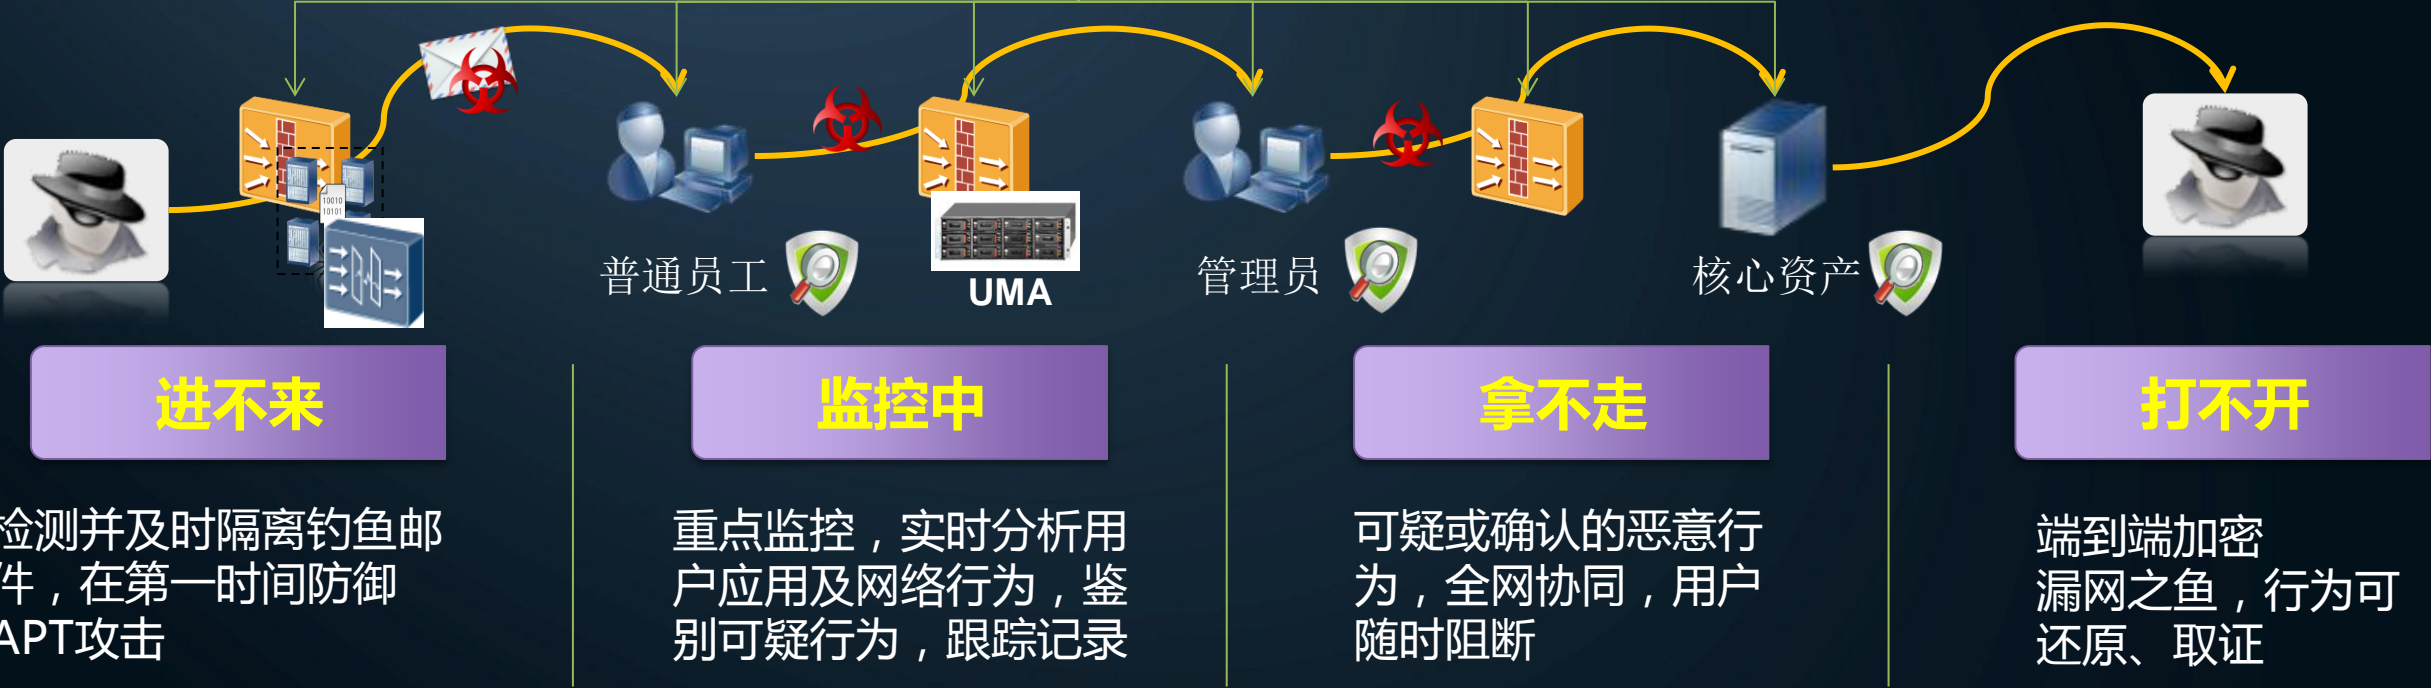 10010
10101
普通员工
UMA
管理员
核心资产
进不来
监控中
拿不走
打不开
检测并及时隔离钓鱼邮
件，在第一时间防御
APT攻击
重点监控，实时分析用
户应用及网络行为，鉴
别可疑行为，跟踪记录
可疑或确认的恶意行
为，全网协同，用户
随时阻断
端到端加密
漏网之鱼，行为可
还原、取证